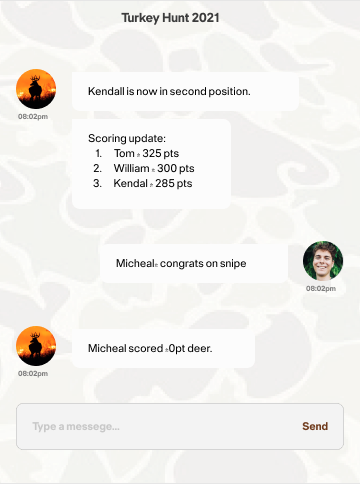 Turkey Hunt 2021
Kendall is now in second position.
08:02pm
Scoring update:
1. Tom - 325 pts
2. William - 300 pts
3. Kendal - 285 pts
Micheal- congrats on snipe
08:02pm
Micheal scored -0pt deer.
08:02pm
Type a messege...
Send